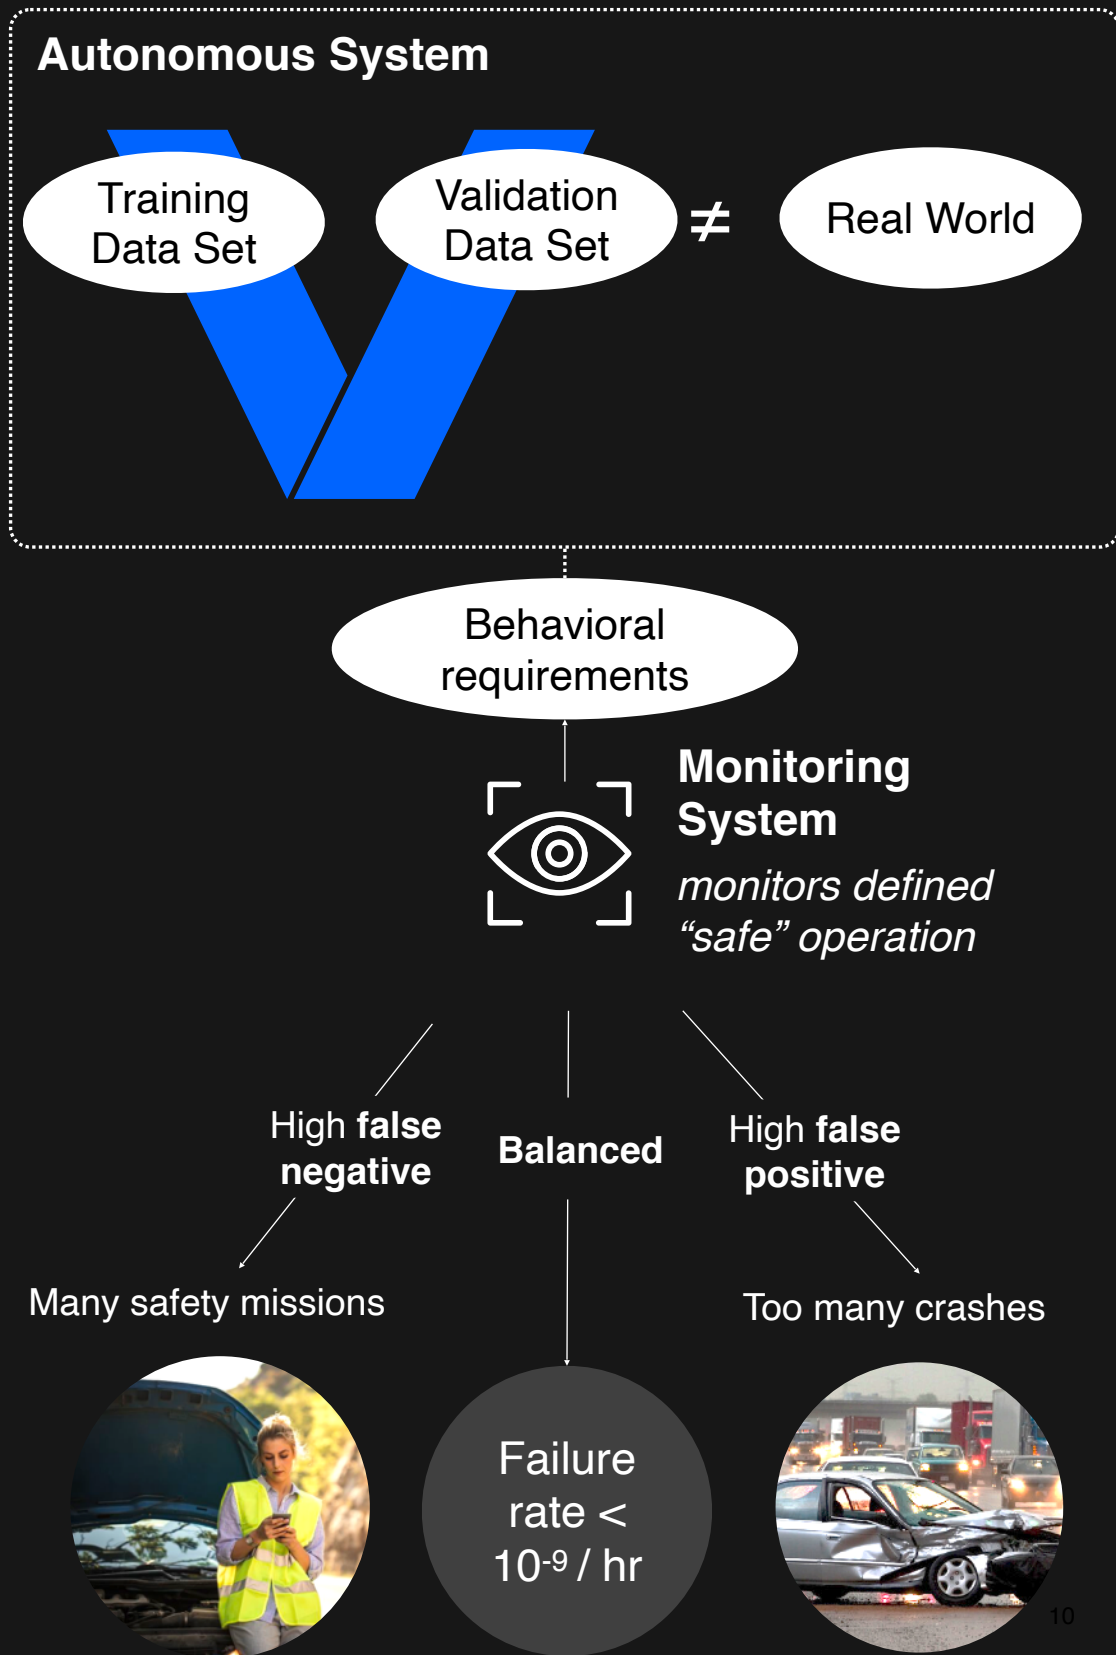 Autonomous System
Training
Data Set
Validation
Data Set
≠
Real World
Behavioral
requirements
Monitoring
System
monitors defined
“safe” operation
High false
negative
Balanced
High false
positive
Many safety missions
Too many crashes
Failure
rate <
10⁻⁹ / hr
10